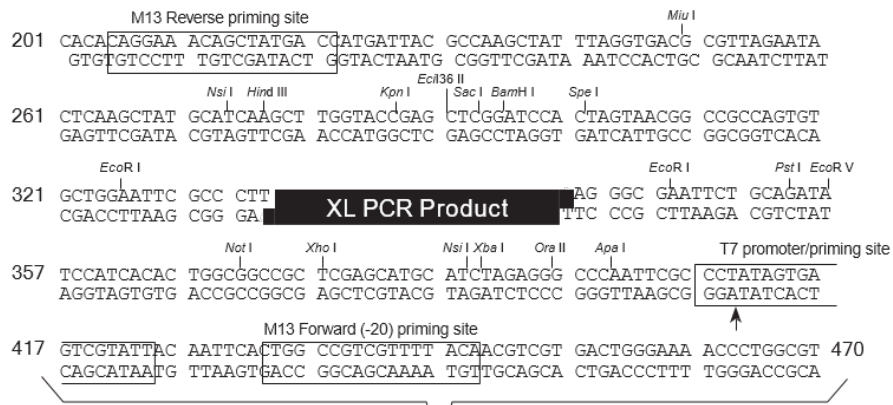 M13 Reverse priming site
Miu I
201 CACACAGGAA ACAGCTATGAC CATGATTAC GCCAAGCTAT TTAGGTGACG CGTTAGAATA
GTGTGTCCTT TGTCGATACT GGTACTAATG CGGTTCGATA AATCCACTGC GCAATCTTAT
Nsi I Hind III Kpn I Ecl136 II Sac I BamH I Spe I
261 CTCAAGCTAT GCATCAAGCT TGGTACCGAG CTCGGATCCA CTAGTAACGG CCGCCAGTGT
GAGTTCGATA CGTAGTTCGA ACCATGGCTC GAGCCTAGGT GATCATTGCC GGCGGTCACA
EcoR I EcoR I Pst I EcoR V
321 GCTGGAATTC GCC CTT AG GGC GAATTCT GCAGATA
CGACCTTAAG CGG GA TTC CCG CTTAAGA CGTCTAT
XL PCR Product
Not I Xho I Nsi I Xba I Ora II Apa I T7 promoter/priming site
357 TCCATCACAC TGGCGGCCGC TCGAGCATGC ATCTAGAGGG CCCAATTCGC CCTATAGTGA
AGGTAGTGTG ACCGCCGGCG AGCTCGTACG TAGATCTCCC GGGTTAAGCG GGATATCACT
M13 Forward (-20) priming site
417 GTCGTATTAC AATTCACTGG CCGTCGTTTT ACAACGTCGT GACTGGGAAA ACCCTGGCGT 470
CAGCATAATG TTAAGTGACC GGCAGCAAAA TGTTGCAGCA CTGACCCTTT TGGGACCGCA